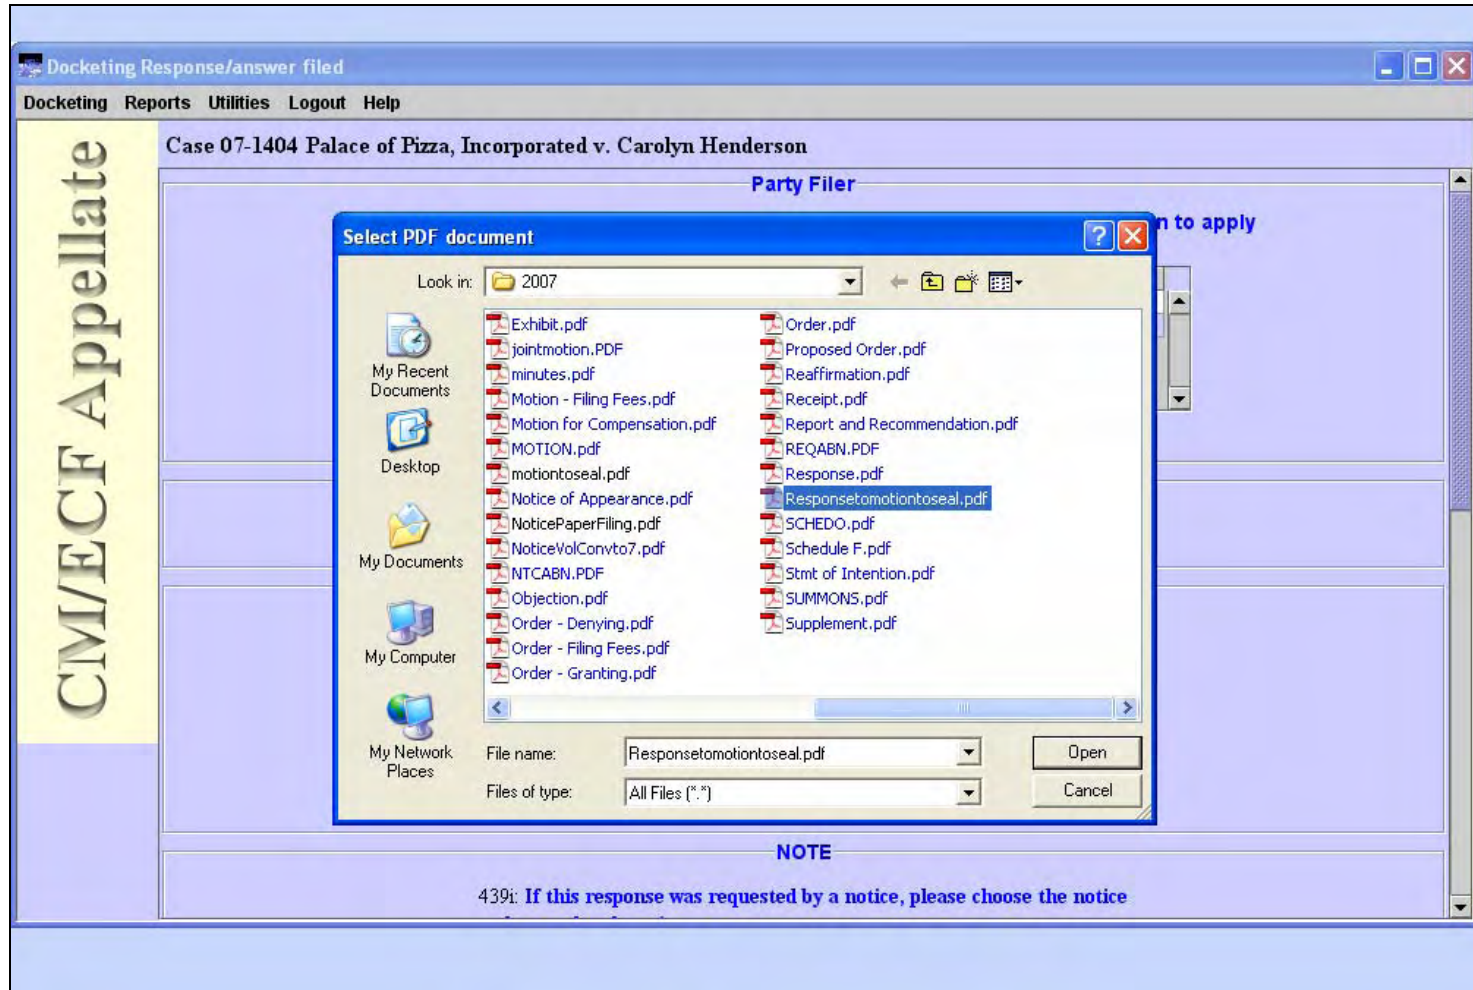 Docketing Response/answer filed
Docketing Reports Utilities Logout Help
CM/ECF Appellate
Case 07-1404 Palace of Pizza, Incorporated v. Carolyn Henderson
Party Filer
n to apply
Select PDF document
Look in: 2007
My Recent
Documents
Desktop
My Documents
My Computer
My Network
Places
Exhibit.pdf
jointmotion.PDF
minutes.pdf
Motion - Filing Fees.pdf
Motion for Compensation.pdf
MOTION.pdf
motiontoseal.pdf
Notice of Appearance.pdf
NoticePaperFiling.pdf
NoticeVolConvto7.pdf
NTCABN.PDF
Objection.pdf
Order - Denying.pdf
Order - Filing Fees.pdf
Order - Granting.pdf
Order.pdf
Proposed Order.pdf
Reaffirmation.pdf
Receipt.pdf
Report and Recommendation.pdf
REQABN.PDF
Response.pdf
Responsetomotiontoseal.pdf
SCHEDO.pdf
Schedule F.pdf
Stmt of Intention.pdf
SUMMONS.pdf
Supplement.pdf
File name: Responsetomotiontoseal.pdf Open
Files of type: All Files (*.*) Cancel
NOTE
439i: If this response was requested by a notice, please choose the notice